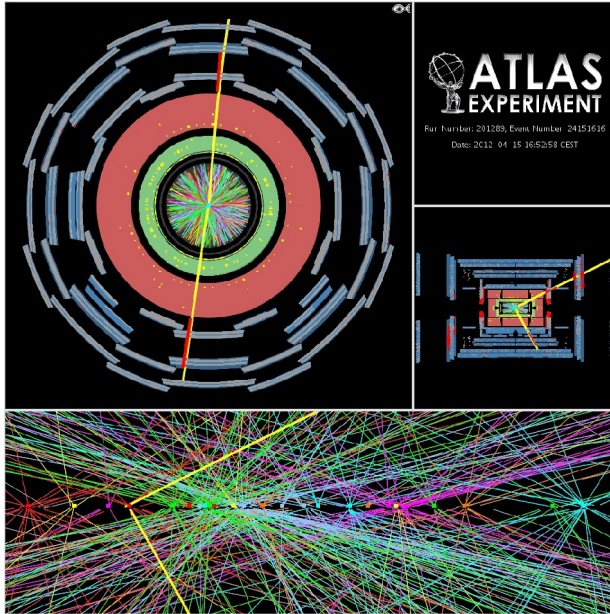 ATLAS
EXPERIMENT
Run Number: 201289, Event Number 24151616
Date: 2012-04-15 16:52:58 CEST